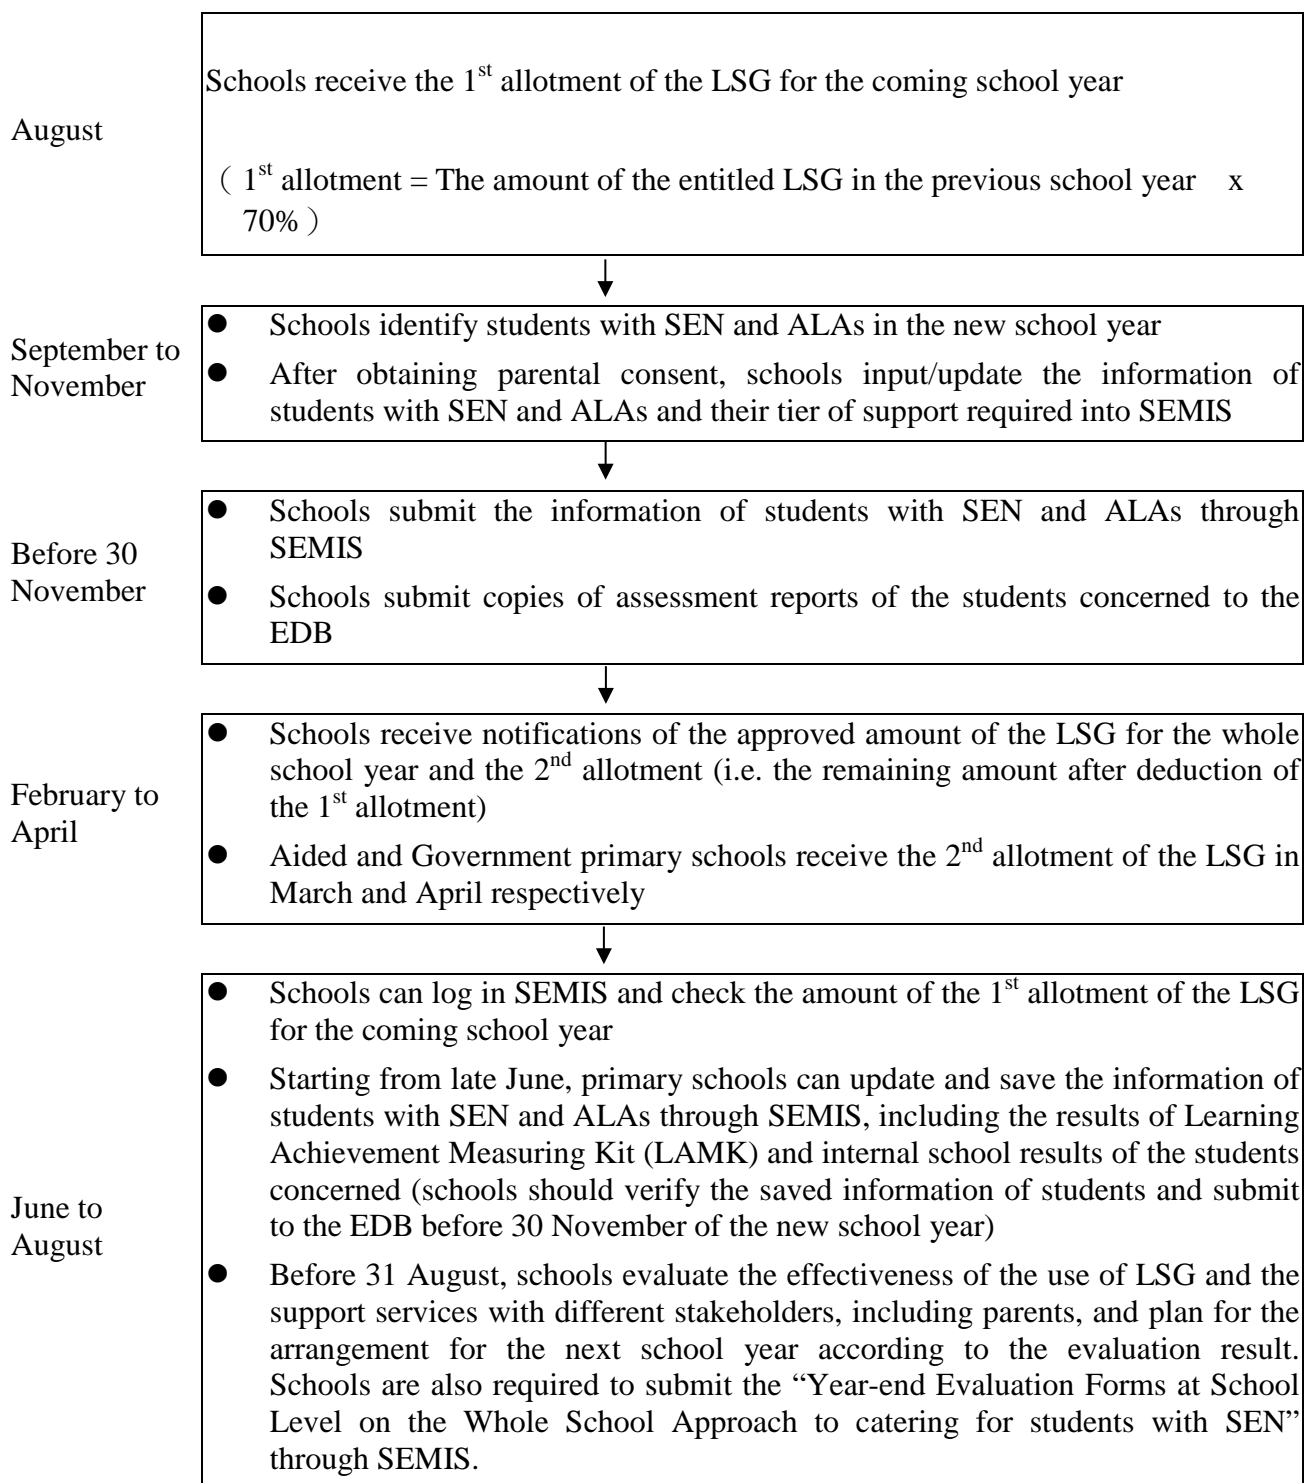 August
Schools receive the 1st allotment of the LSG for the coming school year
（ 1st allotment = The amount of the entitled LSG in the previous school year x
70% ）
September to
November
● Schools identify students with SEN and ALAs in the new school year
● After obtaining parental consent, schools input/update the information of
students with SEN and ALAs and their tier of support required into SEMIS
Before 30
November
● Schools submit the information of students with SEN and ALAs through
SEMIS
● Schools submit copies of assessment reports of the students concerned to the
EDB
February to
April
● Schools receive notifications of the approved amount of the LSG for the whole
school year and the 2nd allotment (i.e. the remaining amount after deduction of
the 1st allotment)
● Aided and Government primary schools receive the 2nd allotment of the LSG in
March and April respectively
June to
August
● Schools can log in SEMIS and check the amount of the 1st allotment of the LSG
for the coming school year
● Starting from late June, primary schools can update and save the information of
students with SEN and ALAs through SEMIS, including the results of Learning
Achievement Measuring Kit (LAMK) and internal school results of the students
concerned (schools should verify the saved information of students and submit
to the EDB before 30 November of the new school year)
● Before 31 August, schools evaluate the effectiveness of the use of LSG and the
support services with different stakeholders, including parents, and plan for the
arrangement for the next school year according to the evaluation result.
Schools are also required to submit the “Year-end Evaluation Forms at School
Level on the Whole School Approach to catering for students with SEN”
through SEMIS.